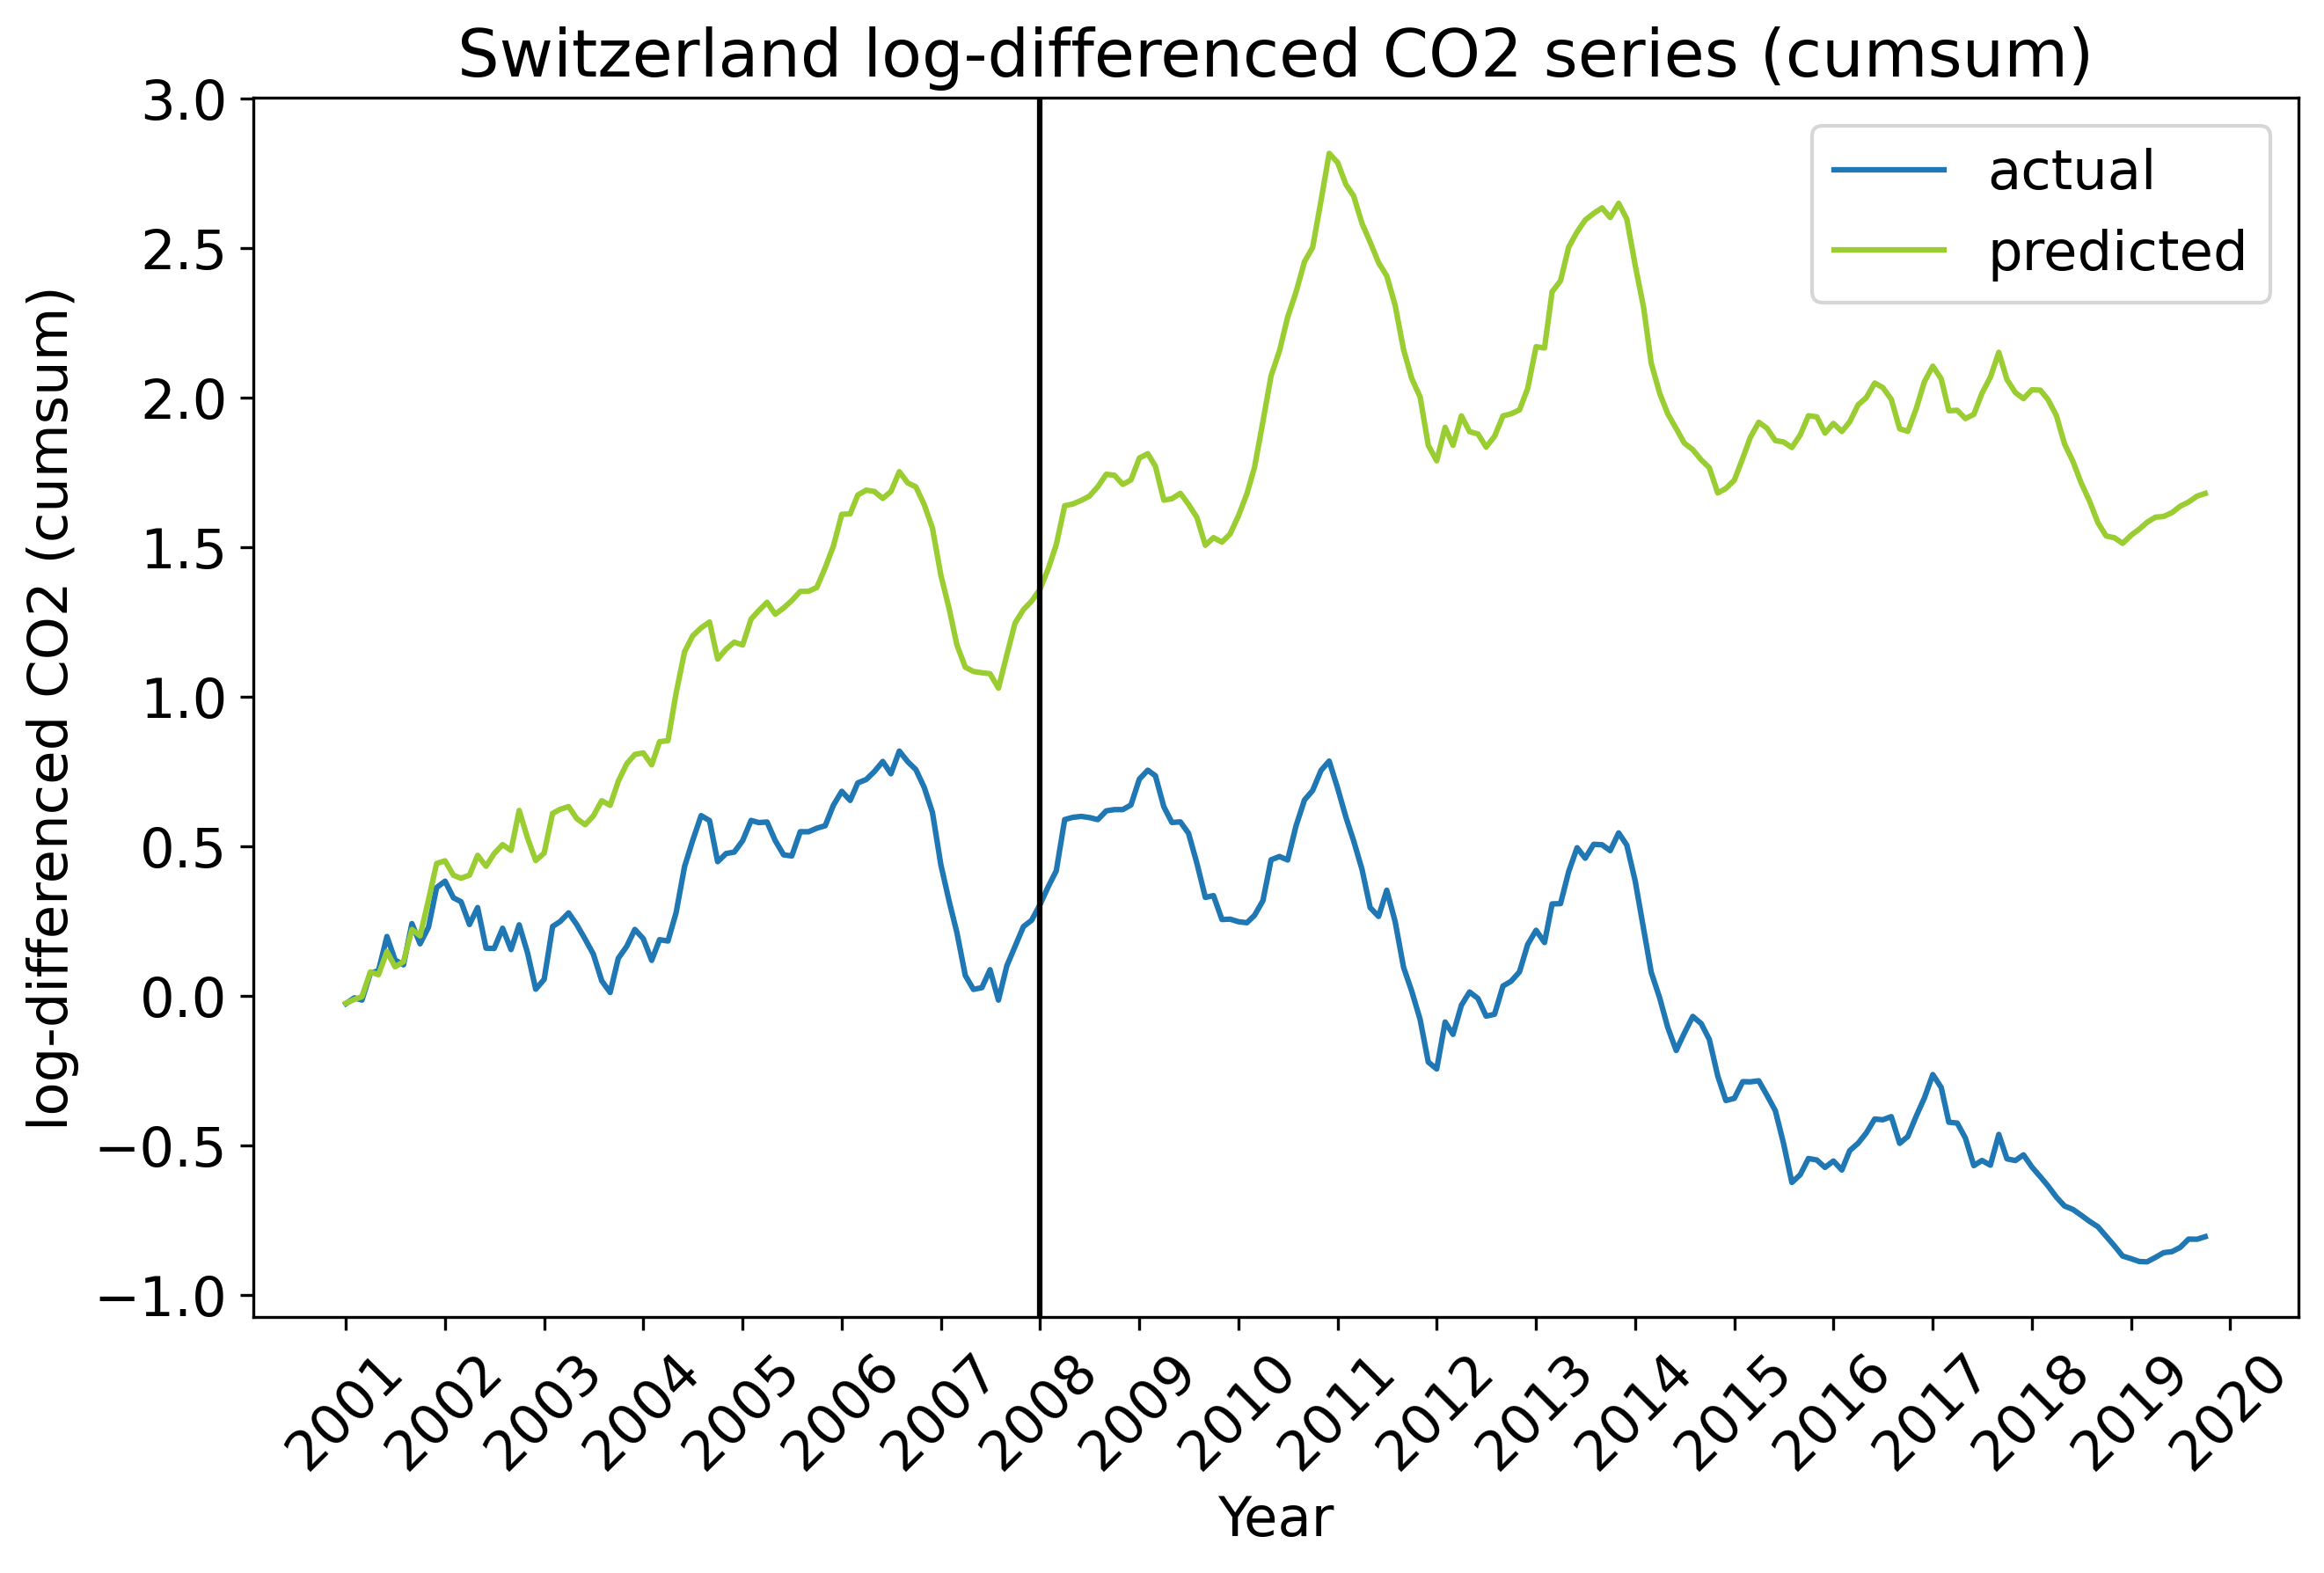 Switzerland log-differenced CO2 series (cumsum)
log-differenced CO2 (cumsum)
3.0
2.5
2.0
1.5
1.0
0.5
0.0
−0.5
−1.0
actual
predicted
2001 2002 2003 2004 2005 2006 2007 2008 2009 2010 2011 2012 2013 2014 2015 2016 2017 2018 2019 2020
Year